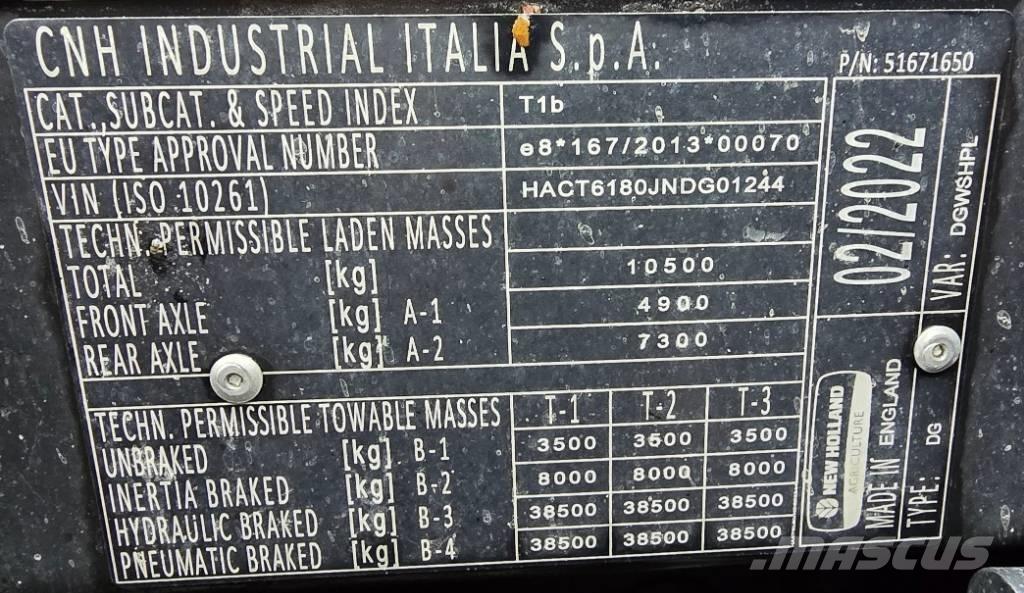 CNH INDUSTRIAL ITALIA S.p.A.
P/N: 51671650
CAT.,SUBCAT. & SPEED INDEX T1b
EU TYPE APPROVAL NUMBER e8*167/2013*00070
VIN (ISO 10261) HACT6180JNDG01244
TECHN. PERMISSIBLE LADEN MASSES
TOTAL [kg] 10500
FRONT AXLE [kg] A-1 4900
REAR AXLE [kg] A-2 7300
TECHN. PERMISSIBLE TOWABLE MASSES T-1 T-2 T-3
UNBRAKED [kg] B-1 3500 3500 3500
INERTIA BRAKED [kg] B-2 8000 8000 8000
HYDRAULIC BRAKED [kg] B-3 38500 38500 38500
PNEUMATIC BRAKED [kg] B-4 38500 38500 38500
02/2022
VAR: DGWSHPL
NEW HOLLAND
AGRICULTURE
MADE IN ENGLAND
TYPE: DG
MASCUS